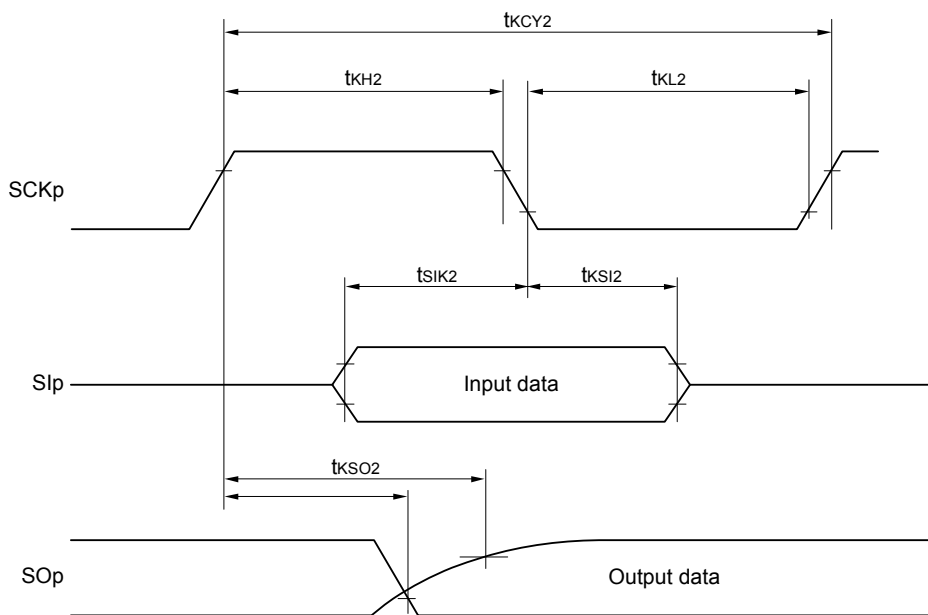 tKCY2
tKH2
tKL2
SCKp
tSIK2
tKSI2
SIp
Input data
tKSO2
SOp
Output data